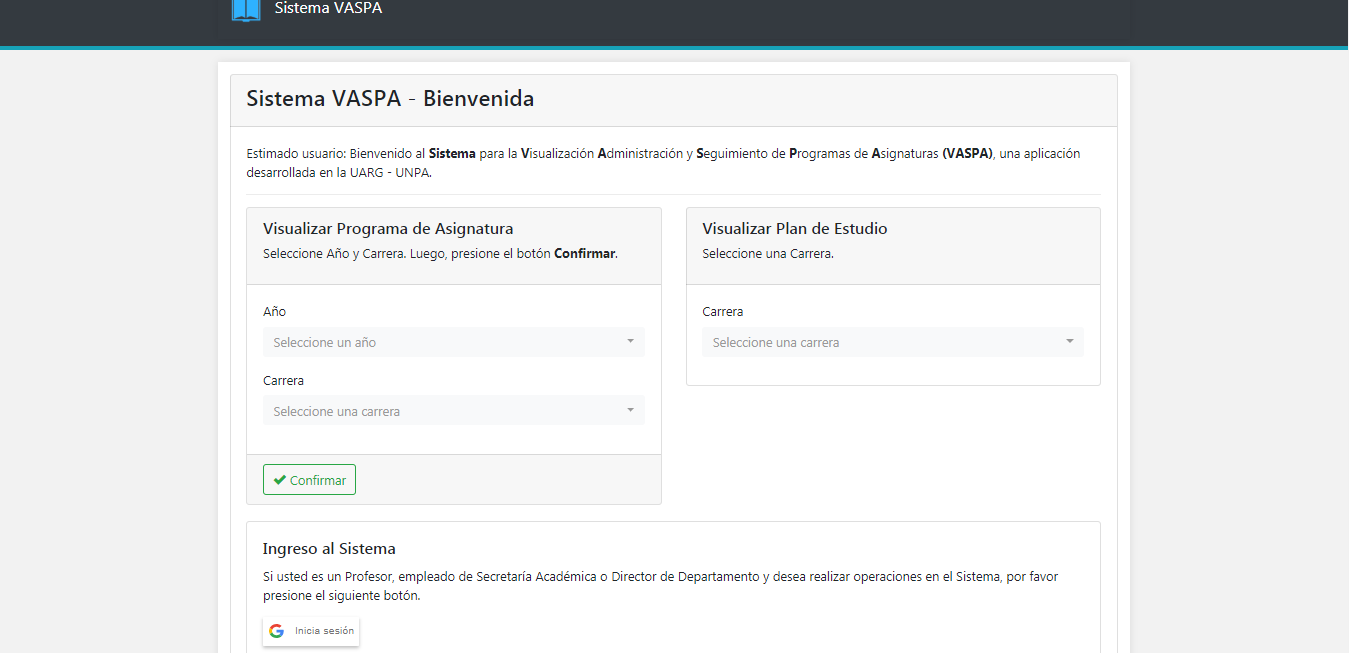 Sistema VASPA
Sistema VASPA - Bienvenida
Estimado usuario: Bienvenido al Sistema para la Visualización Administración y Seguimiento de Programas de Asignaturas (VASPA), una aplicación
desarrollada en la UARG - UNPA.
Visualizar Programa de Asignatura
Seleccione Año y Carrera. Luego, presione el botón Confirmar.
Año
Seleccione un año
Carrera
Seleccione una carrera
Confirmar
Visualizar Plan de Estudio
Seleccione una Carrera.
Carrera
Seleccione una carrera
Ingreso al Sistema
Si usted es un Profesor, empleado de Secretaría Académica o Director de Departamento y desea realizar operaciones en el Sistema, por favor
presione el siguiente botón.
Inicia sesión